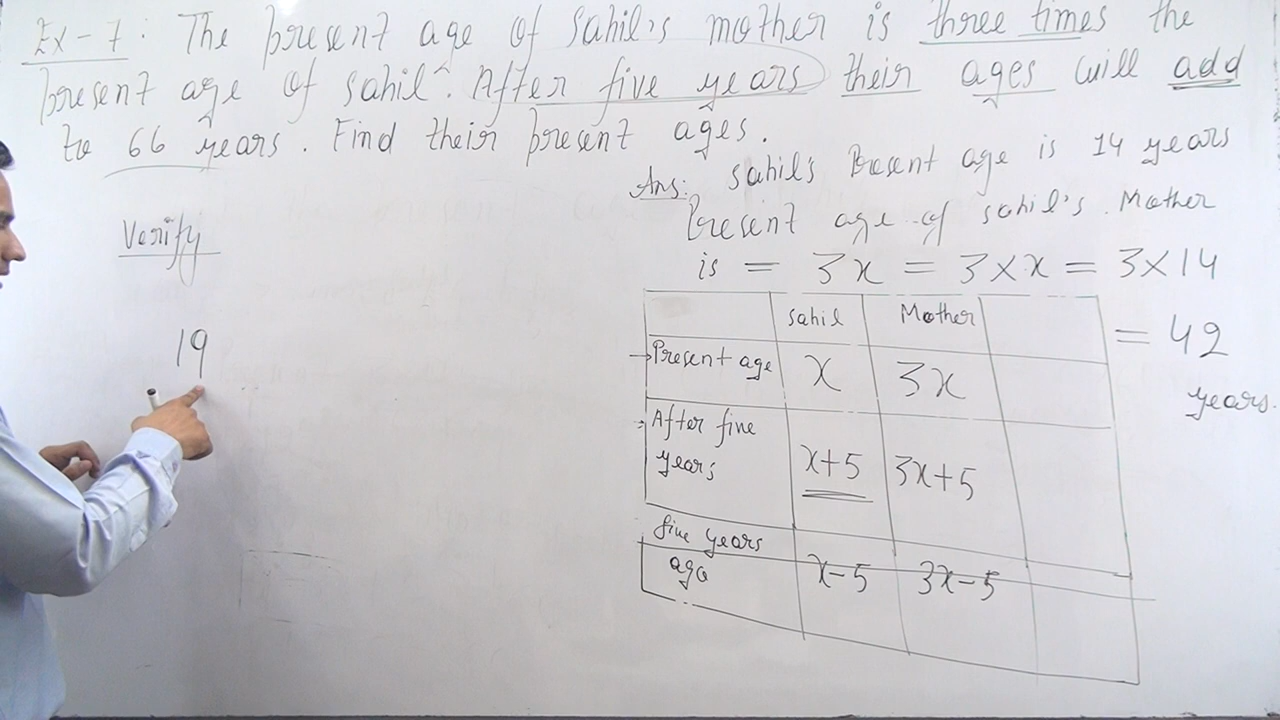 Ex-7: The present age of Sahil's mother is three times the
present age of Sahil. After five years their ages will add
to 66 years. Find their present ages.
Ans: Sahil's Present age is 14 years
Present age of Sahil's Mother
is = 3x = 3×x = 3×14
= 42
years.
Verify
19
Sahil Mother
Present age x 3x
After five
years x+5 3x+5
five years
ago x-5 3x-5